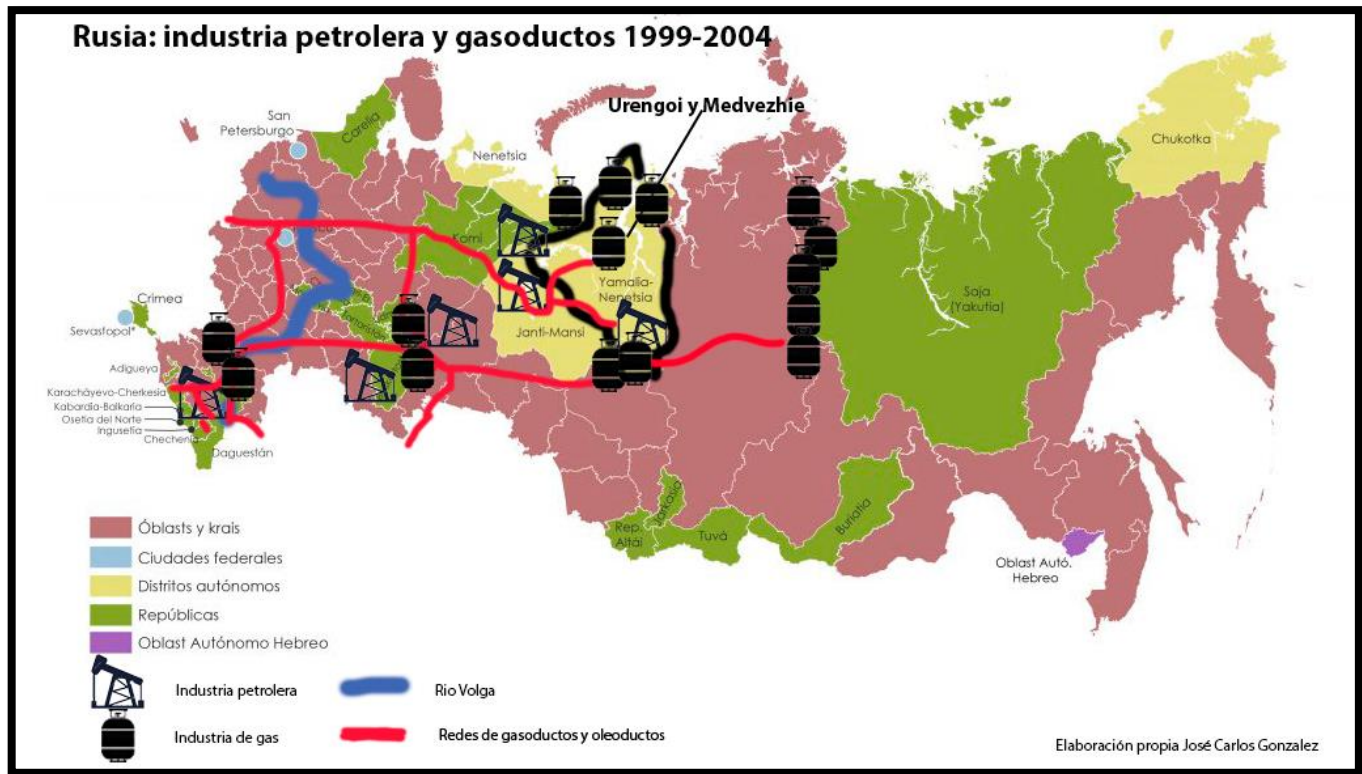 Rusia: industria petrolera y gasoductos 1999-2004
Urengoi y Medvezhie
San
Petersburgo
Carelia
Nenetsia
Chukotka
Komi
Yamalia-
Nenetsia
Saja
(Yakutia)
Crimea
Sevastopol*
Janti-Mansi
Adigueya
Karacháyevo-Cherkesia
Kabardia-Balkaria
Osetia del Norte
Ingusetia
Chechenia
Daguestán
Jarkasia
Rep.
Altái
Tuvá
Buriatia
Oblast Autó.
Hebreo
Óblasts y krais
Ciudades federales
Distritos autónomos
Repúblicas
Oblast Autónomo Hebreo
Industria petrolera
Rio Volga
Industria de gas
Redes de gasoductos y oleoductos
Elaboración propia José Carlos Gonzalez